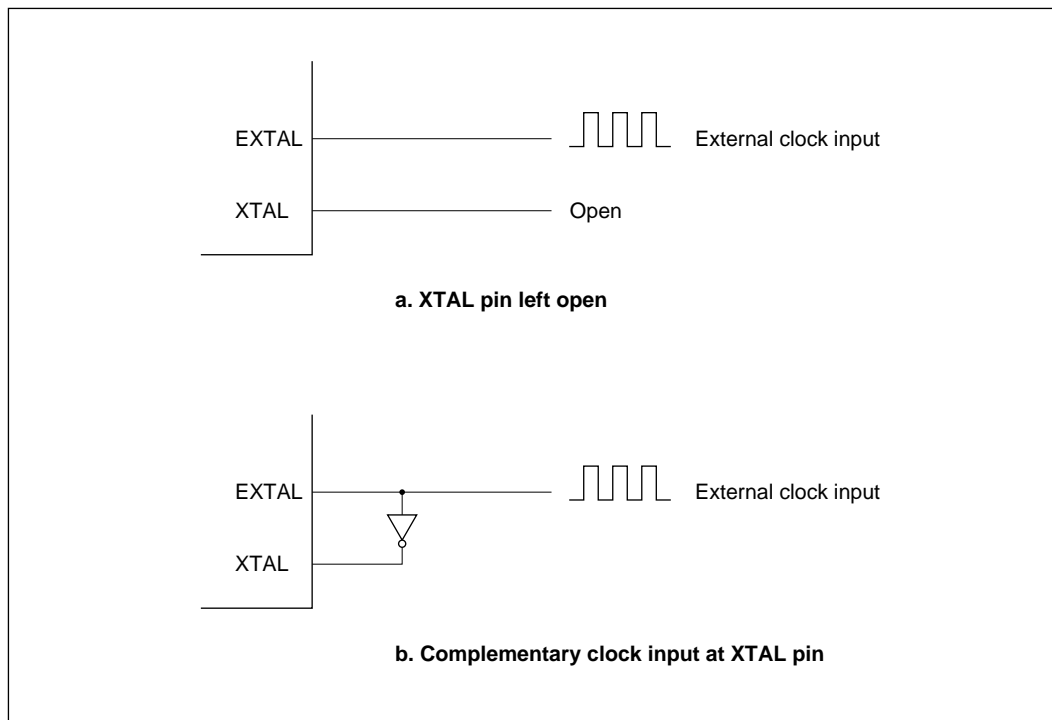 EXTAL External clock input
XTAL Open
a. XTAL pin left open
EXTAL External clock input
XTAL
b. Complementary clock input at XTAL pin